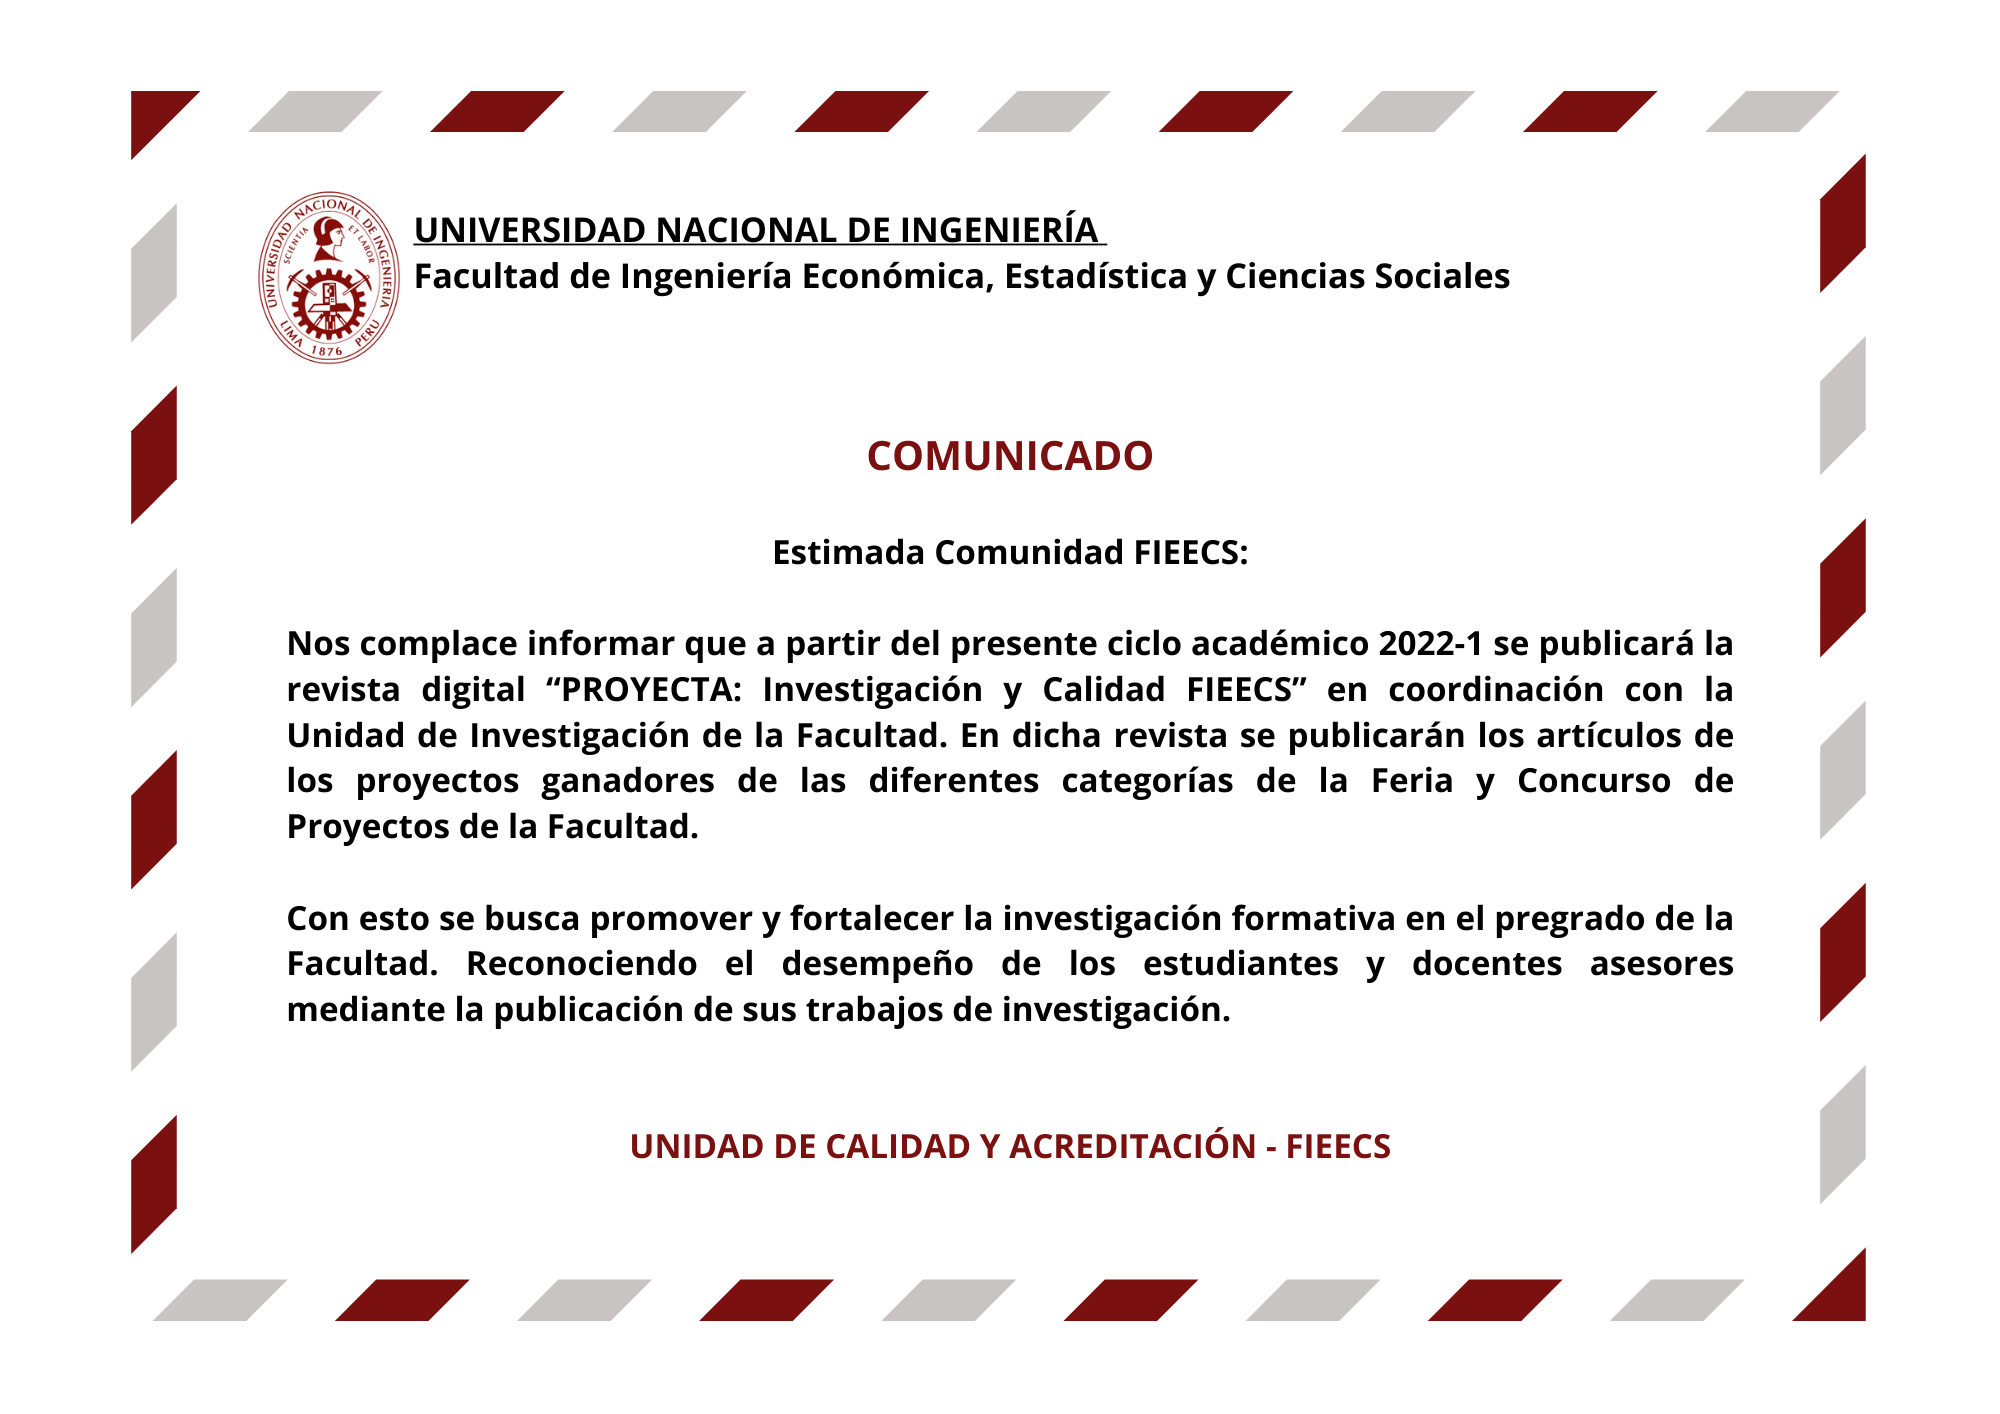 UNIVERSIDAD NACIONAL DE INGENIERÍA
SCIENTIA ET LABOR
LIMA 1876 PERU
UNIVERSIDAD NACIONAL DE INGENIERÍA
Facultad de Ingeniería Económica, Estadística y Ciencias Sociales
COMUNICADO
Estimada Comunidad FIEECS:
Nos complace informar que a partir del presente ciclo académico 2022-1 se publicará la
revista digital “PROYECTA: Investigación y Calidad FIEECS” en coordinación con la
Unidad de Investigación de la Facultad. En dicha revista se publicarán los artículos de
los proyectos ganadores de las diferentes categorías de la Feria y Concurso de
Proyectos de la Facultad.
Con esto se busca promover y fortalecer la investigación formativa en el pregrado de la
Facultad. Reconociendo el desempeño de los estudiantes y docentes asesores
mediante la publicación de sus trabajos de investigación.
UNIDAD DE CALIDAD Y ACREDITACIÓN - FIEECS